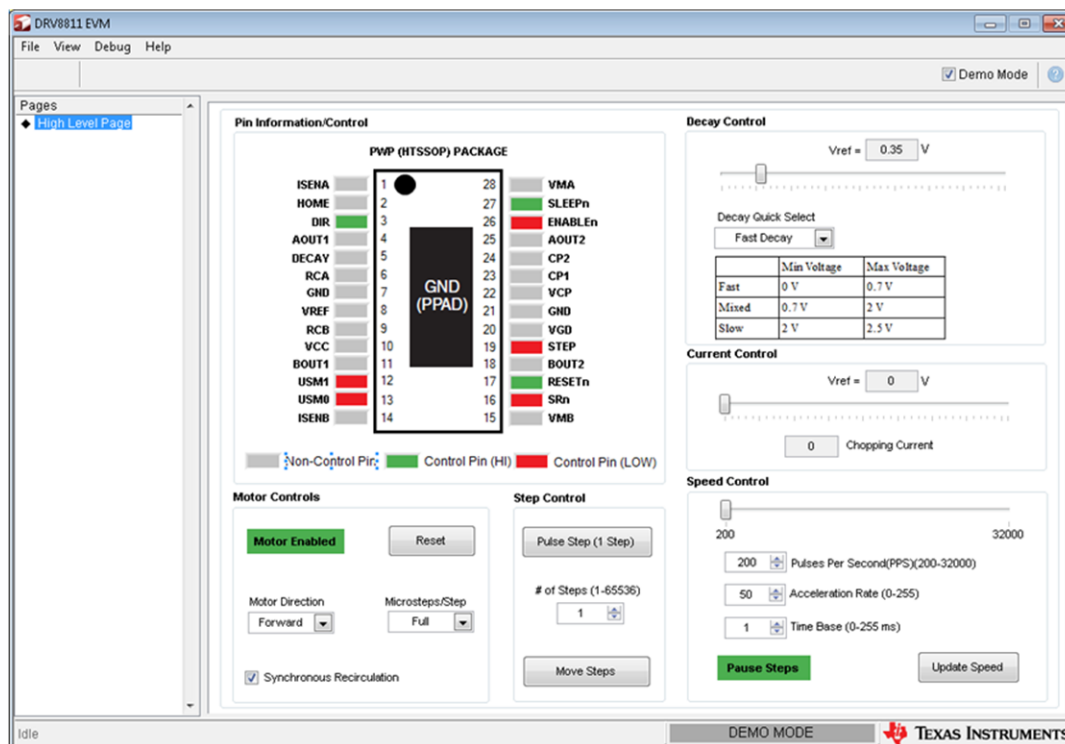 DRV8811 EVM
File View Debug Help
Demo Mode
?
Pages
High Level Page
Pin Information/Control
PWP (HTSSOP) PACKAGE
ISENA 1 28 VMA
HOME 2 27 SLEEPn
DIR 3 26 ENABLEn
AOUT1 4 25 AOUT2
DECAY 5 24 CP2
RCA 6 23 CP1
GND 7 22 VCP
VREF 8 21 GND
RCB 9 20 VGD
VCC 10 19 STEP
BOUT1 11 18 BOUT2
USM1 12 17 RESETn
USM0 13 16 SRn
ISENB 14 15 VMB
GND
(PPAD)
Non-Control Pin Control Pin (HI) Control Pin (LOW)
Decay Control
Vref = 0.35 V
Decay Quick Select
Fast Decay
Min Voltage Max Voltage
Fast 0 V 0.7 V
Mixed 0.7 V 2 V
Slow 2 V 2.5 V
Current Control
Vref = 0 V
0 Chopping Current
Motor Controls
Motor Enabled Reset
Motor Direction Microsteps/Step
Forward Full
Synchronous Recirculation
Step Control
Pulse Step (1 Step)
# of Steps (1-65536)
1
Move Steps
Speed Control
200 32000
200 Pulses Per Second(PPS)(200-32000)
50 Acceleration Rate (0-255)
1 Time Base (0-255 ms)
Pause Steps Update Speed
Idle DEMO MODE TEXAS INSTRUMENTS